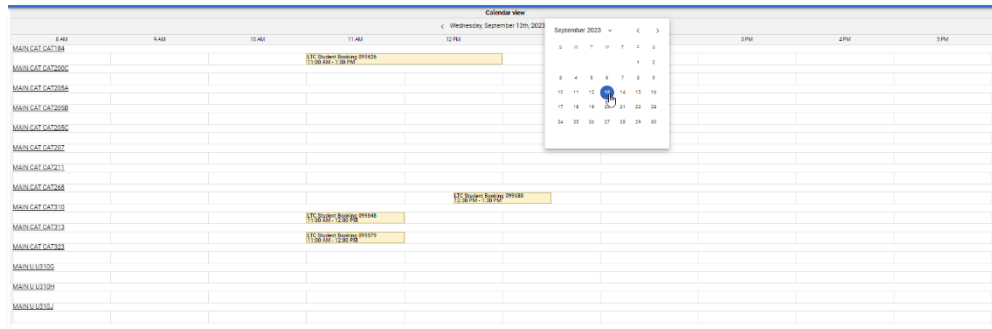 Calendar view
< Wednesday, September 13th, 2023
September 2023 < >
8 AM 9 AM 10 AM 11 AM 12 PM 3 PM 4 PM 5 PM
S M T W T F S
1 2
3 4 5 6 7 8 9
10 11 12 13 14 15 16
17 18 19 20 21 22 23
24 25 26 27 28 29 30
MAIN CAT CAT184
LTC Student Booking 099626
11:00 AM - 1:00 PM
MAIN CAT CAT200C
MAIN CAT CAT205A
MAIN CAT CAT205B
MAIN CAT CAT205C
MAIN CAT CAT207
MAIN CAT CAT211
MAIN CAT CAT268
LTC Student Booking 099680
12:30 PM - 1:30 PM
MAIN CAT CAT310
LTC Student Booking 099646
11:00 AM - 12:00 PM
MAIN CAT CAT313
LTC Student Booking 099579
11:00 AM - 12:00 PM
MAIN CAT CAT323
MAIN U U310G
MAIN U U310H
MAIN U U310J